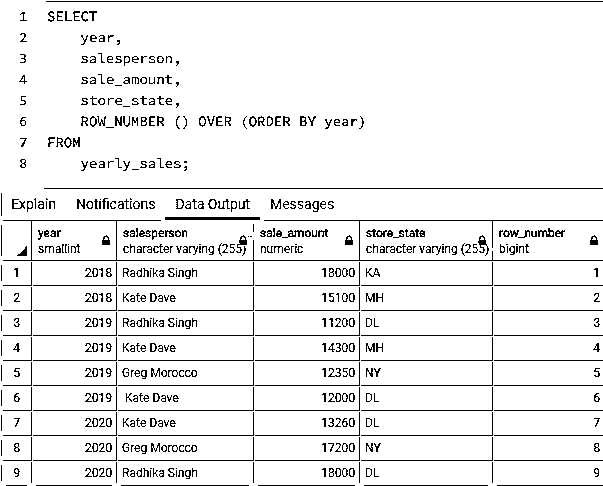 1 SELECT
2 year,
3 salesperson,
4 sale_amount,
5 store_state,
6 ROW_NUMBER () OVER (ORDER BY year)
7 FROM
8 yearly_sales;
Explain Notifications Data Output Messages
year salesperson sale_amount store_state row_number
smallint character varying (255) numeric character varying (255) bigint
1 2018 Radhika Singh 18000 KA 1
2 2018 Kate Dave 15100 MH 2
3 2019 Radhika Singh 11200 DL 3
4 2019 Kate Dave 14300 MH 4
5 2019 Greg Morocco 12350 NY 5
6 2019 Kate Dave 12000 DL 6
7 2020 Kate Dave 13260 DL 7
8 2020 Greg Morocco 17200 NY 8
9 2020 Radhika Singh 18000 DL 9